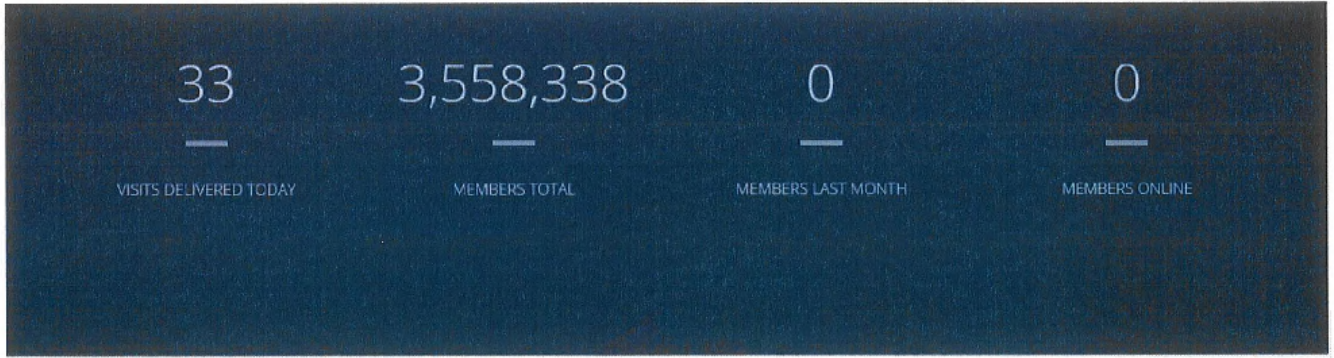 33 3,558,338 0 0
VISITS DELIVERED TODAY MEMBERS TOTAL MEMBERS LAST MONTH MEMBERS ONLINE